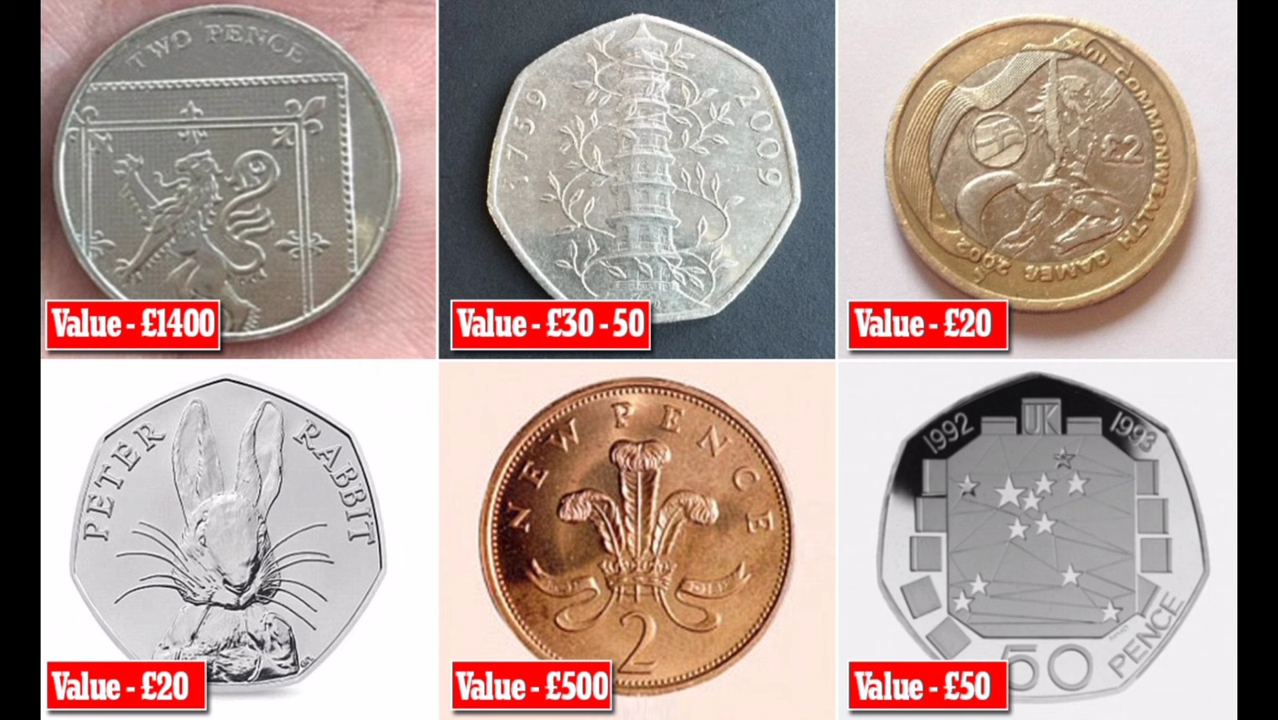 TWO PENCE
Value - £1400
1759 2009
Value - £30 - 50
XVII COMMONWEALTH GAMES 2002
£2
Value - £20
PETER RABBIT
Value - £20
NEW PENCE
2
Value - £500
1992 UK 1993
50 PENCE
Value - £50